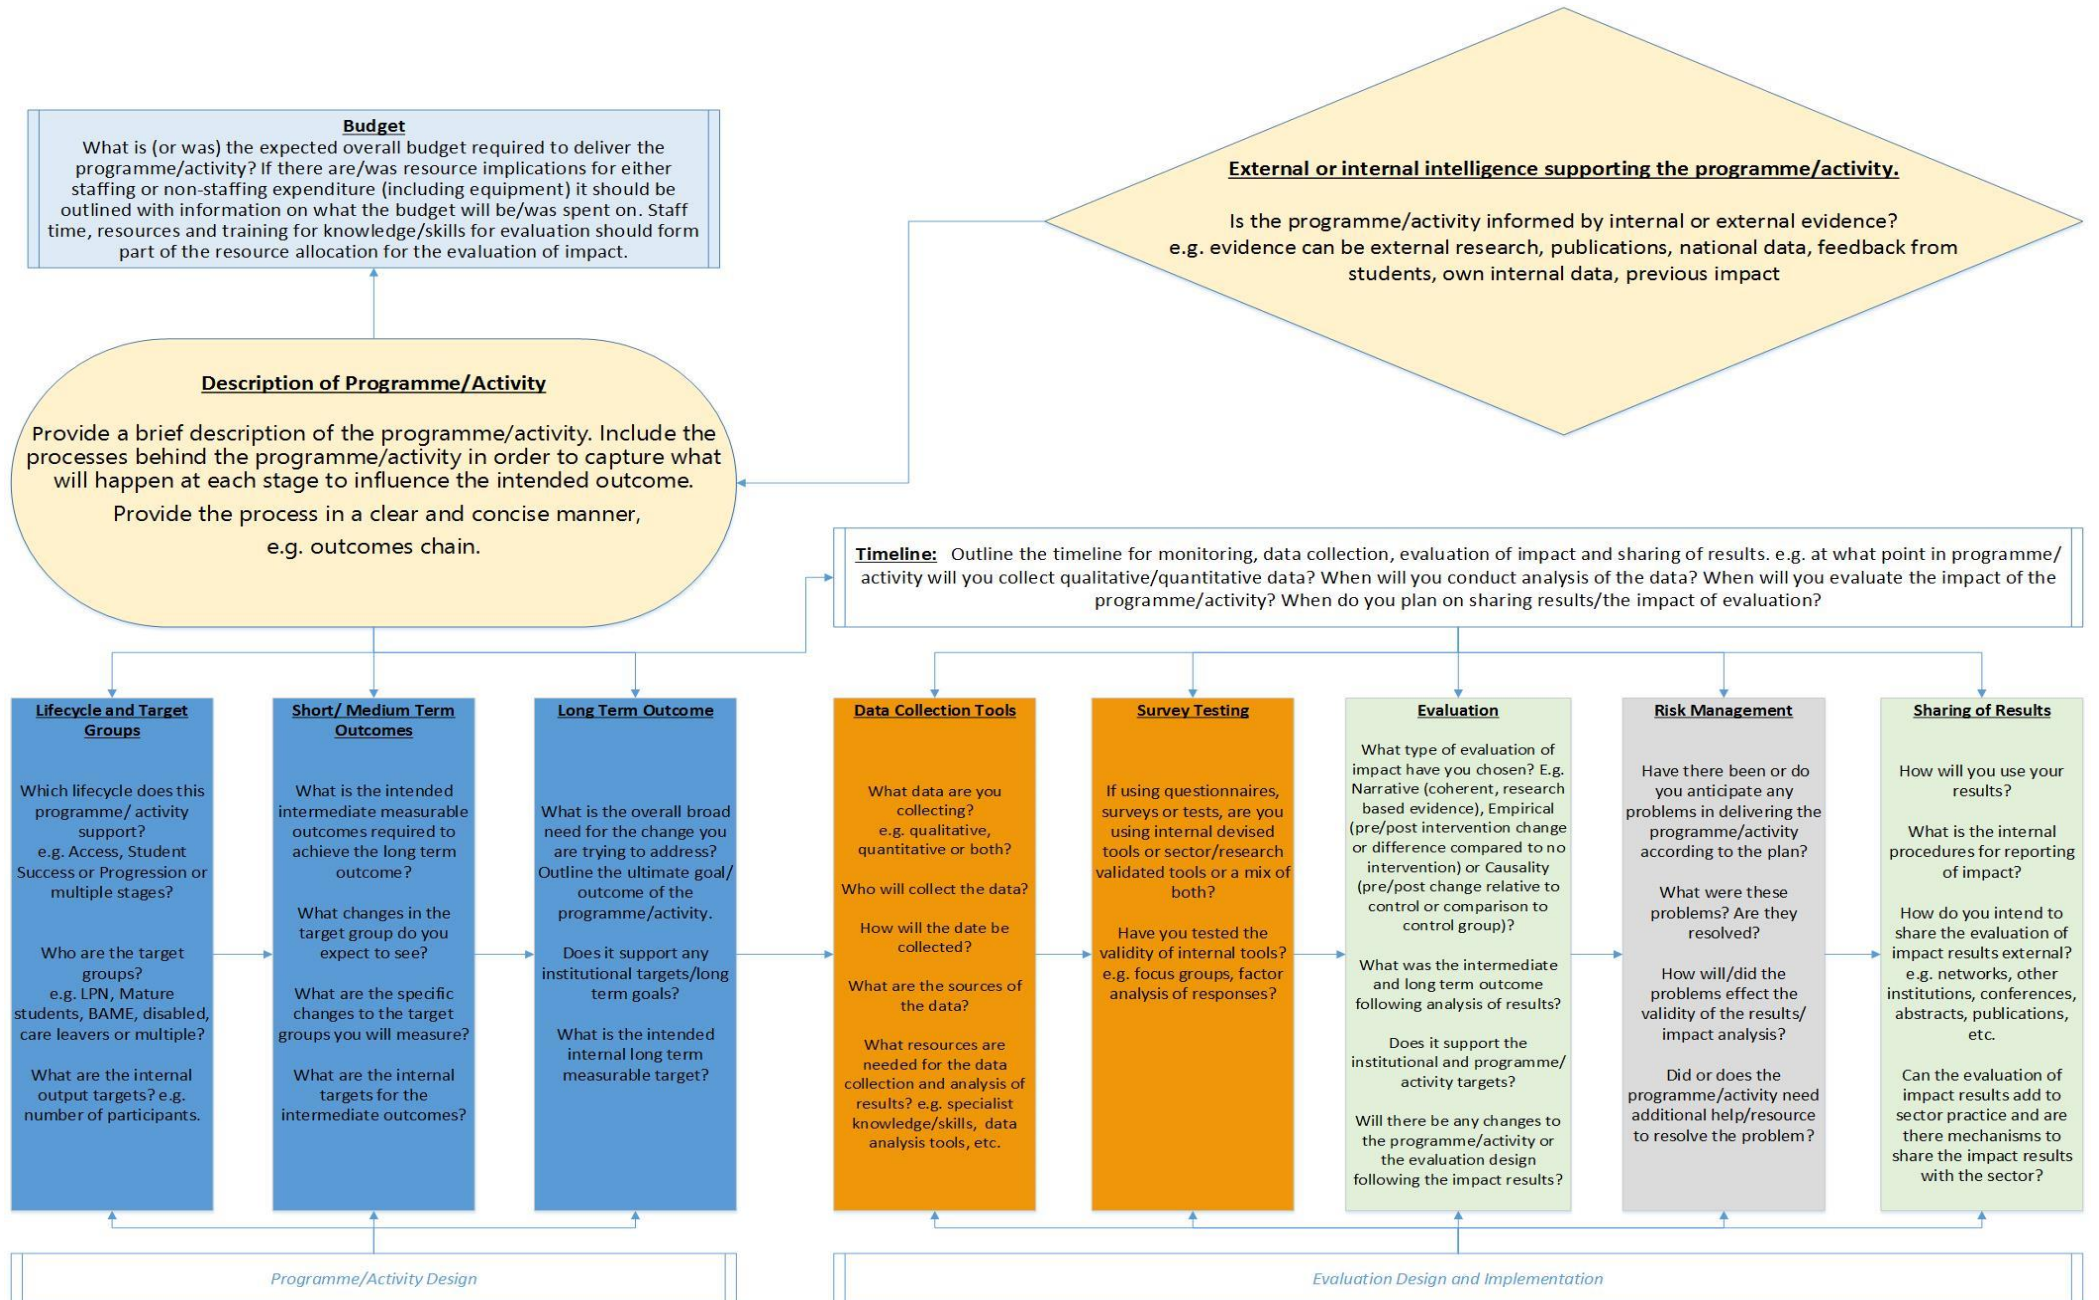 Budget
What is (or was) the expected overall budget required to deliver the
programme/activity? If there are/was resource implications for either
staffing or non-staffing expenditure (including equipment) it should be
outlined with information on what the budget will be/was spent on. Staff
time, resources and training for knowledge/skills for evaluation should form
part of the resource allocation for the evaluation of impact.
External or internal intelligence supporting the programme/activity.
Is the programme/activity informed by internal or external evidence?
e.g. evidence can be external research, publications, national data, feedback from
students, own internal data, previous impact
Description of Programme/Activity
Provide a brief description of the programme/activity. Include the
processes behind the programme/activity in order to capture what
will happen at each stage to influence the intended outcome.
Provide the process in a clear and concise manner,
e.g. outcomes chain.
Timeline: Outline the timeline for monitoring, data collection, evaluation of impact and sharing of results. e.g. at what point in programme/
activity will you collect qualitative/quantitative data? When will you conduct analysis of the data? When will you evaluate the impact of the
programme/activity? When do you plan on sharing results/the impact of evaluation?
Lifecycle and Target
Groups
Which lifecycle does this
programme/ activity
support?
e.g. Access, Student
Success or Progression or
multiple stages?
Who are the target
groups?
e.g. LPN, Mature
students, BAME, disabled,
care leavers or multiple?
What are the internal
output targets? e.g.
number of participants.
Short/ Medium Term
Outcomes
What is the intended
intermediate measurable
outcomes required to
achieve the long term
outcome?
What changes in the
target group do you
expect to see?
What are the specific
changes to the target
groups you will measure?
What are the internal
targets for the
intermediate outcomes?
Long Term Outcome
What is the overall broad
need for the change you
are trying to address?
Outline the ultimate goal/
outcome of the
programme/activity.
Does it support any
institutional targets/long
term goals?
What is the intended
internal long term
measurable target?
Data Collection Tools
What data are you
collecting?
e.g. qualitative,
quantitative or both?
Who will collect the data?
How will the date be
collected?
What are the sources of
the data?
What resources are
needed for the data
collection and analysis of
results? e.g. specialist
knowledge/skills, data
analysis tools, etc.
Survey Testing
If using questionnaires,
surveys or tests, are you
using internal devised
tools or sector/research
validated tools or a mix of
both?
Have you tested the
validity of internal tools?
e.g. focus groups, factor
analysis of responses?
Evaluation
What type of evaluation of
impact have you chosen? E.g.
Narrative (coherent, research
based evidence), Empirical
(pre/post intervention change
or difference compared to no
intervention) or Causality
(pre/post change relative to
control or comparison to
control group)?
What was the intermediate
and long term outcome
following analysis of results?
Does it support the
institutional and programme/
activity targets?
Will there be any changes to
the programme/activity or
the evaluation design
following the impact results?
Risk Management
Have there been or do
you anticipate any
problems in delivering the
programme/activity
according to the plan?
What were these
problems? Are they
resolved?
How will/did the
problems effect the
validity of the results/
impact analysis?
Did or does the
programme/activity need
additional help/resource
to resolve the problem?
Sharing of Results
How will you use your
results?
What is the internal
procedures for reporting
of impact?
How do you intend to
share the evaluation of
impact results external?
e.g. networks, other
institutions, conferences,
abstracts, publications,
etc.
Can the evaluation of
impact results add to
sector practice and are
there mechanisms to
share the impact results
with the sector?
Programme/Activity Design
Evaluation Design and Implementation